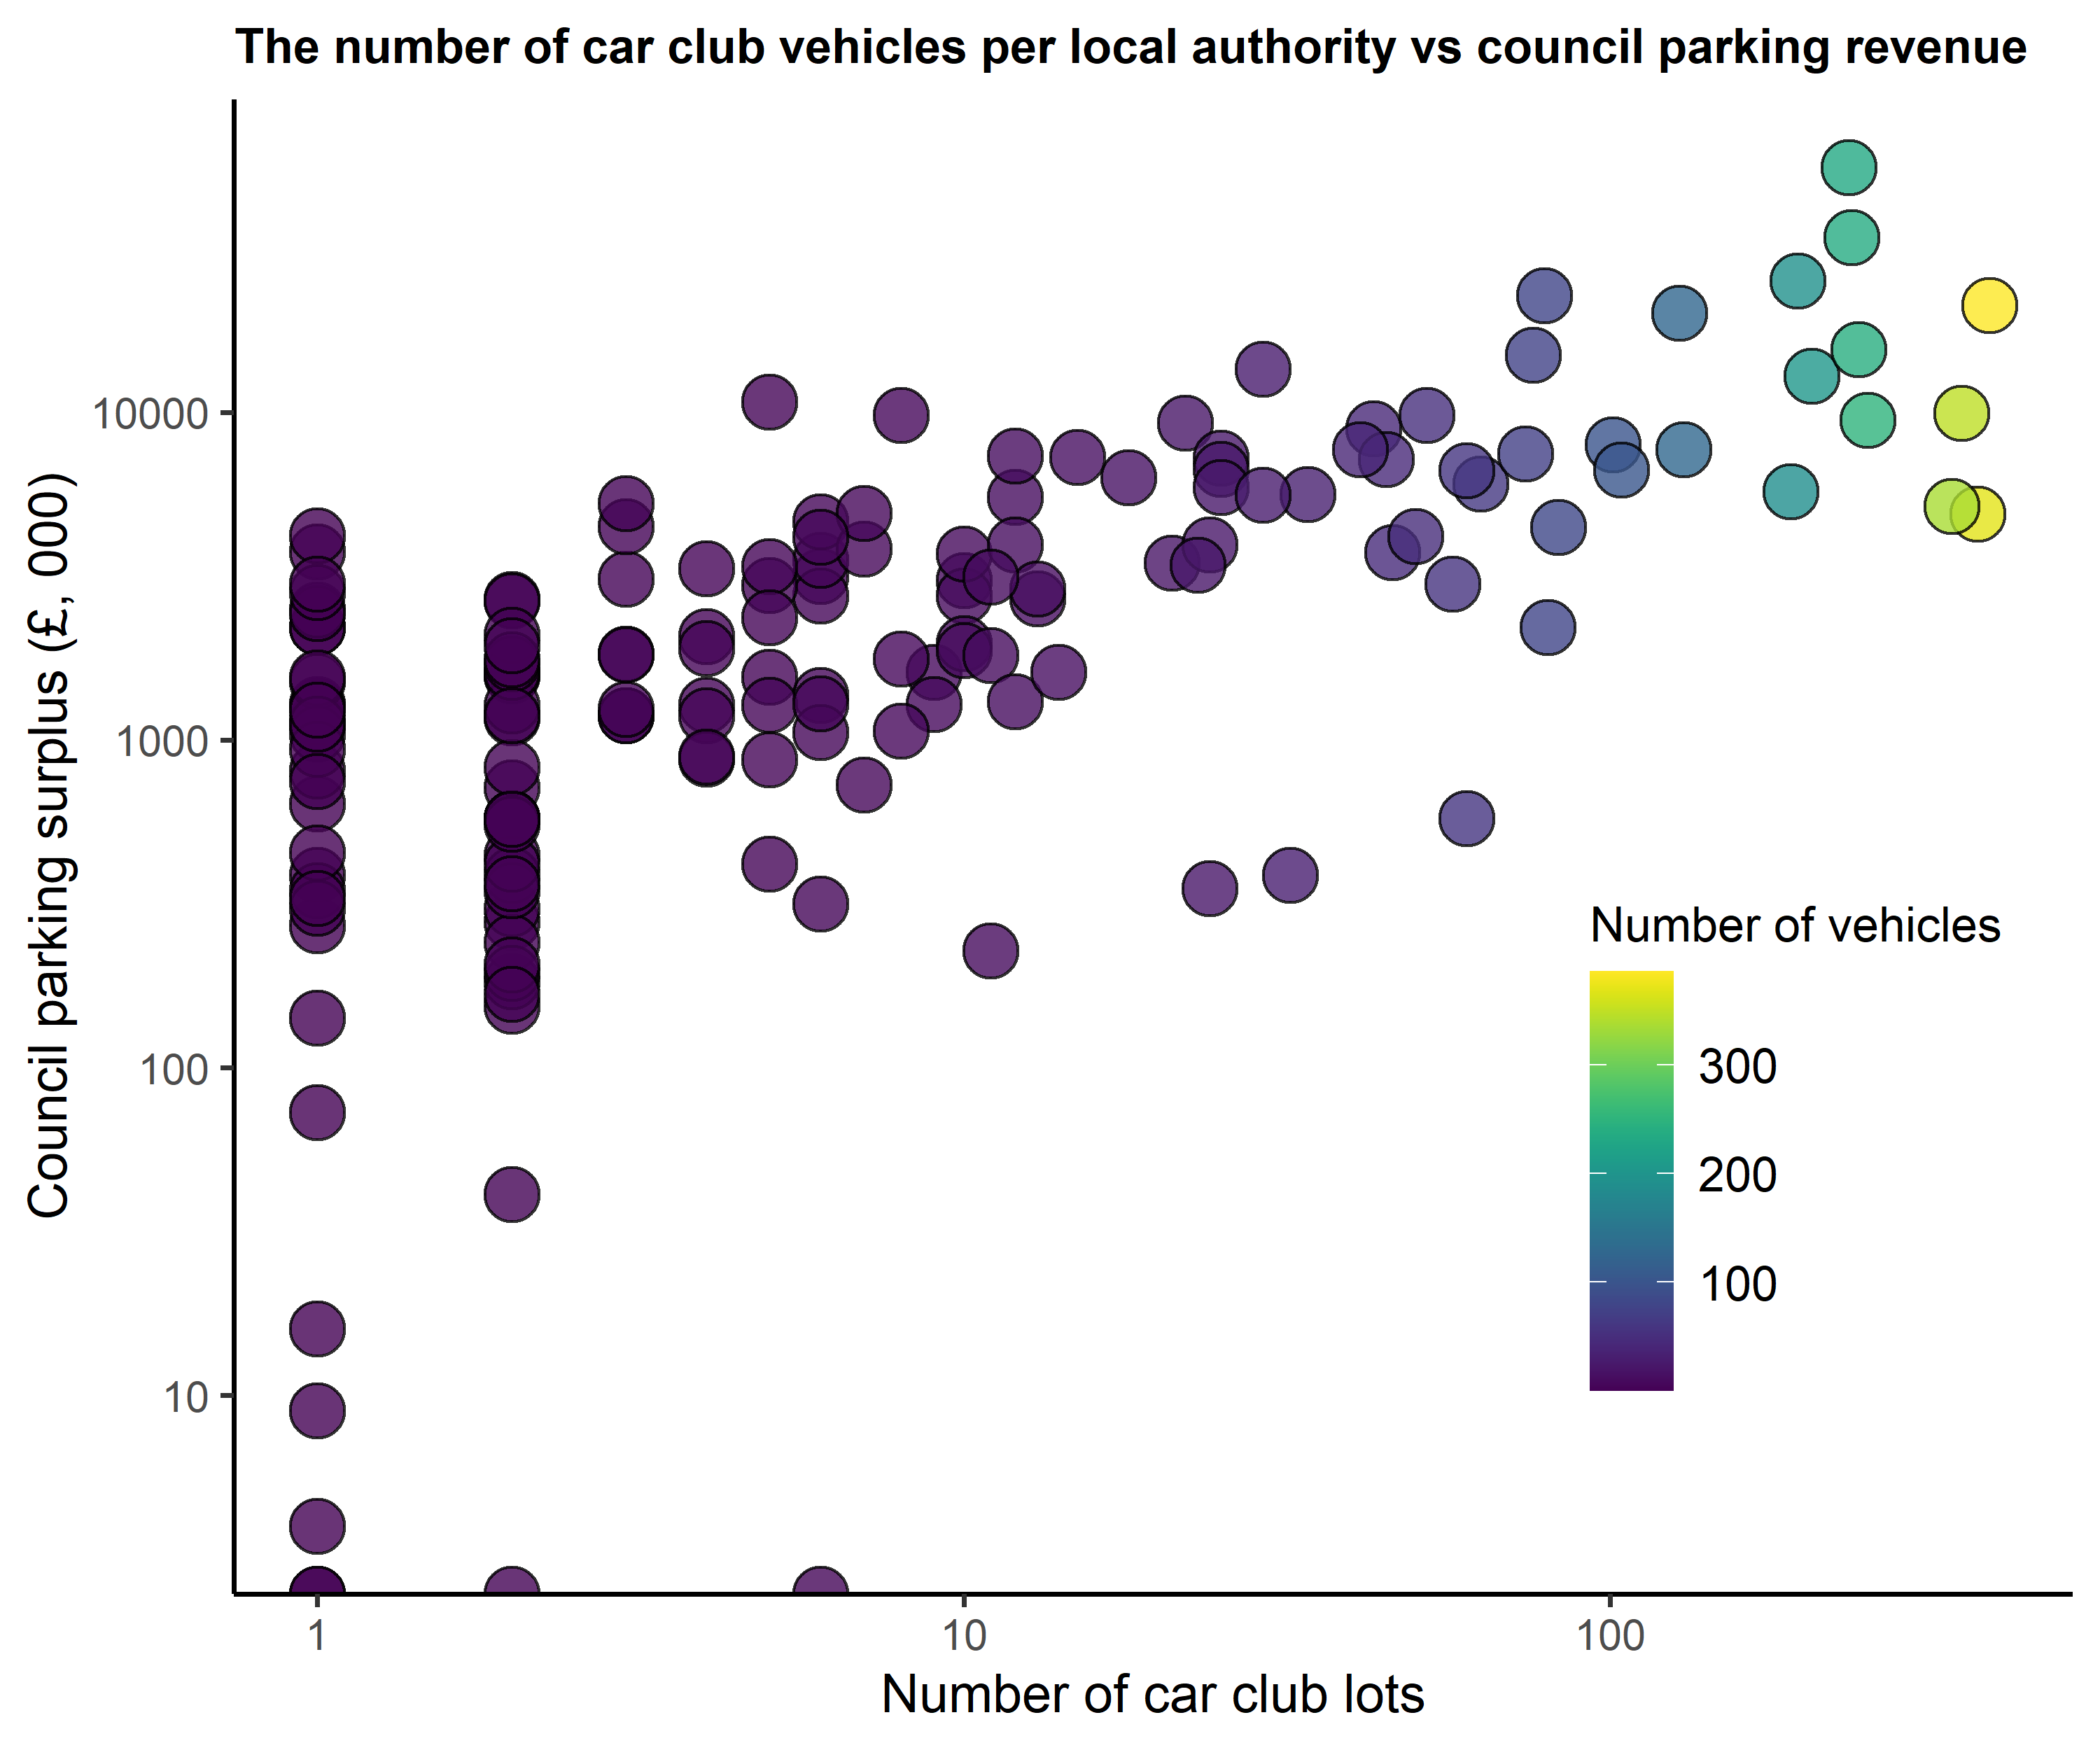 The number of car club vehicles per local authority vs council parking revenue
Council parking surplus (£, 000)
10000
1000
100
10
Number of vehicles
300
200
100
1
10
100
Number of car club lots